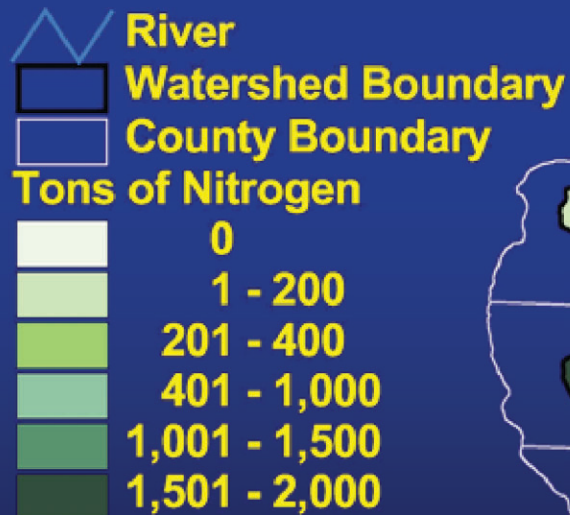 River
Watershed Boundary
County Boundary
Tons of Nitrogen
0
1 - 200
201 - 400
401 - 1,000
1,001 - 1,500
1,501 - 2,000